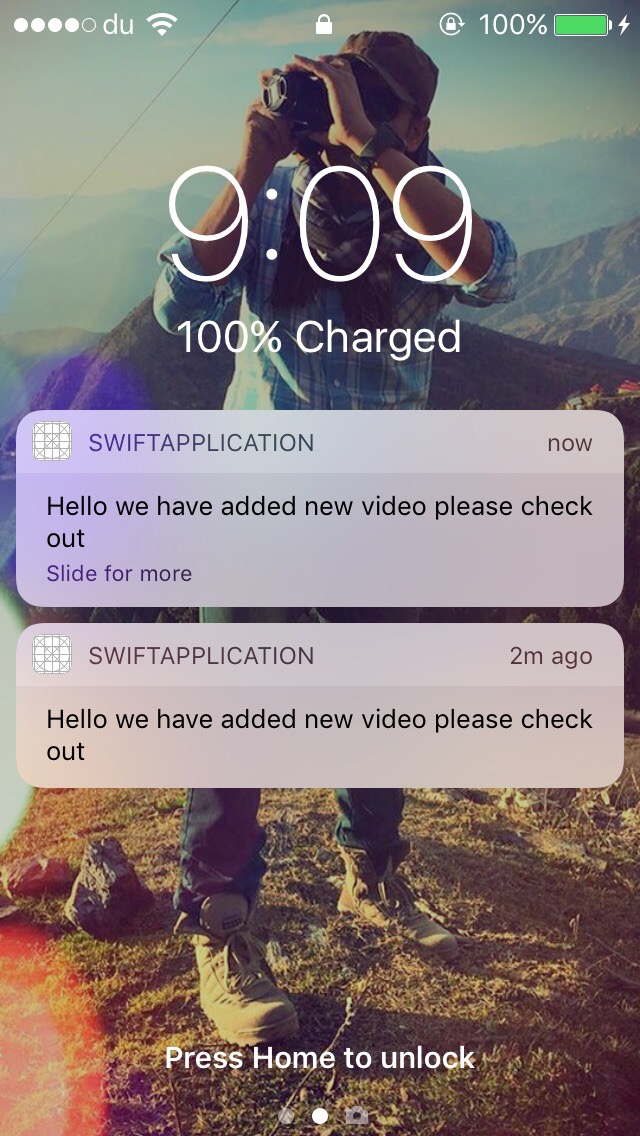 du 100%
9:09
100% Charged
SWIFTAPPLICATION now
Hello we have added new video please check
out
Slide for more
SWIFTAPPLICATION 2m ago
Hello we have added new video please check
out
Press Home to unlock